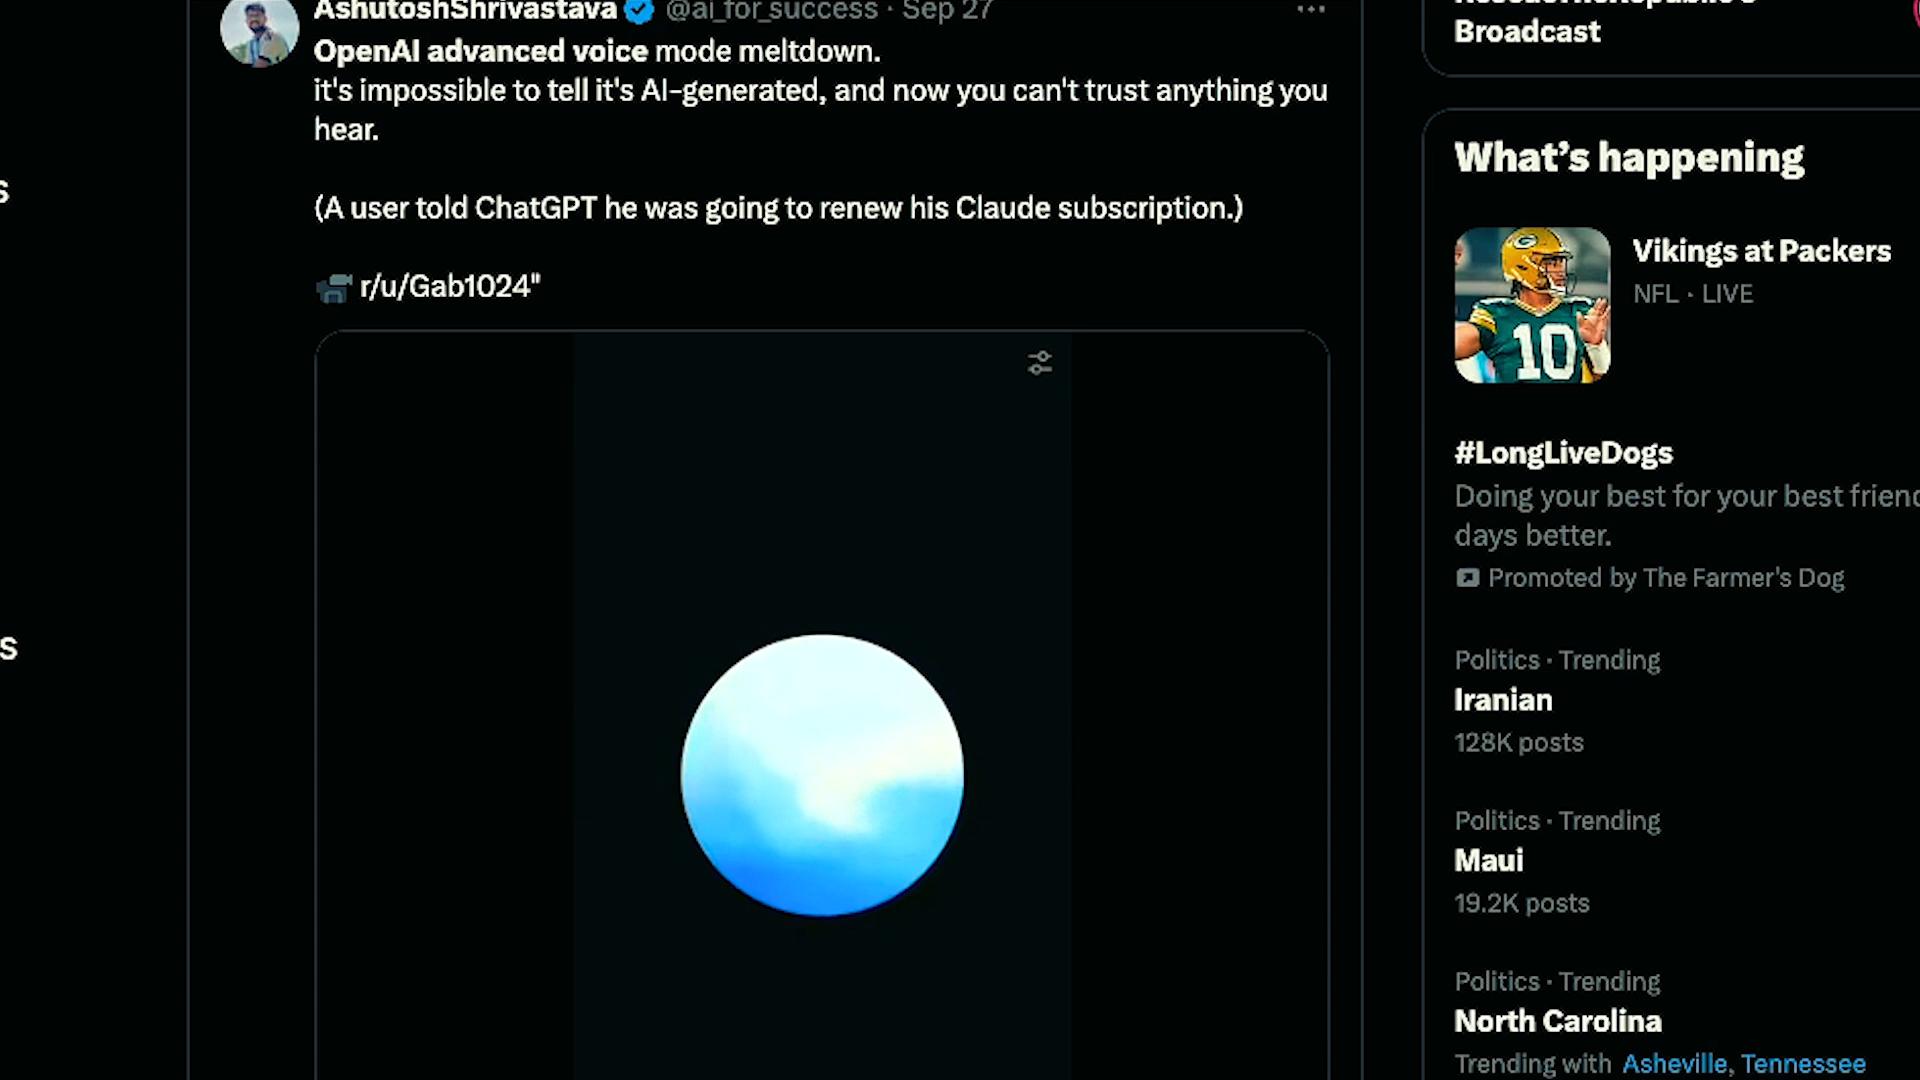 AshutoshShrivastava @ai_for_success · Sep 27
OpenAI advanced voice mode meltdown.
it's impossible to tell it's AI-generated, and now you can't trust anything you
hear.
(A user told ChatGPT he was going to renew his Claude subscription.)
r/u/Gab1024"
Broadcast
What's happening
Vikings at Packers
NFL · LIVE
10
#LongLiveDogs
Doing your best for your best friend
days better.
Promoted by The Farmer's Dog
Politics · Trending
Iranian
128K posts
Politics · Trending
Maui
19.2K posts
Politics · Trending
North Carolina
Trending with Asheville, Tennessee